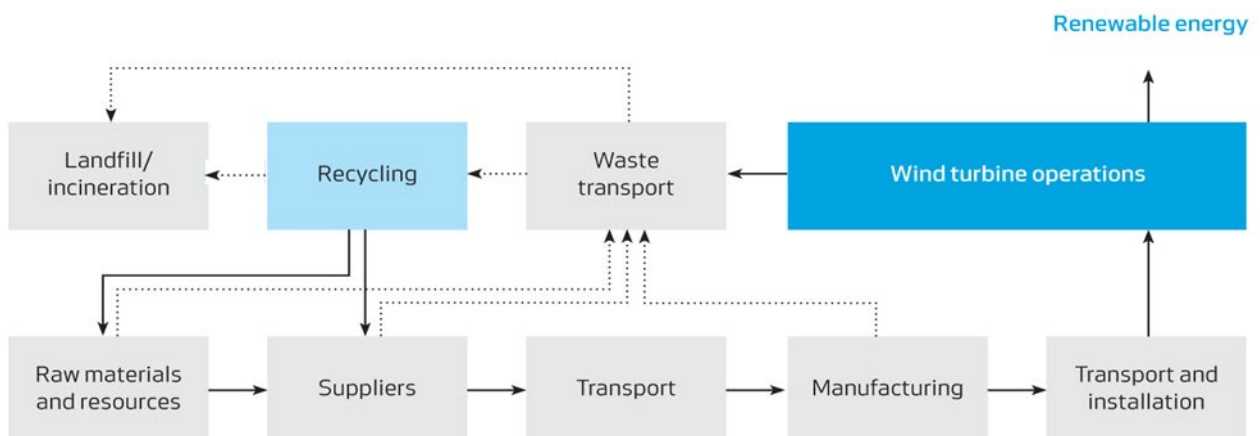 Renewable energy
Landfill/
incineration
Recycling
Waste
transport
Wind turbine operations
Raw materials
and resources
Suppliers
Transport
Manufacturing
Transport and
installation